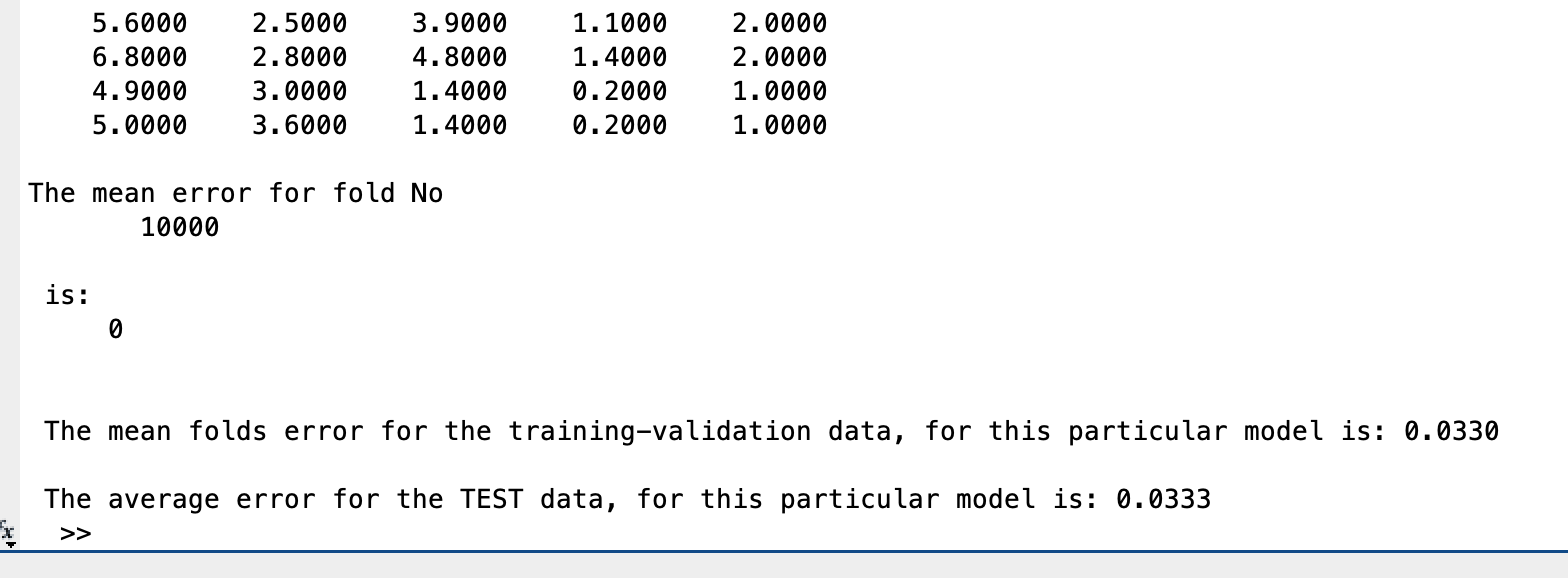 5.6000 2.5000 3.9000 1.1000 2.0000
6.8000 2.8000 4.8000 1.4000 2.0000
4.9000 3.0000 1.4000 0.2000 1.0000
5.0000 3.6000 1.4000 0.2000 1.0000
The mean error for fold No
10000
is:
0
The mean folds error for the training-validation data, for this particular model is: 0.0330
The average error for the TEST data, for this particular model is: 0.0333
fx >>